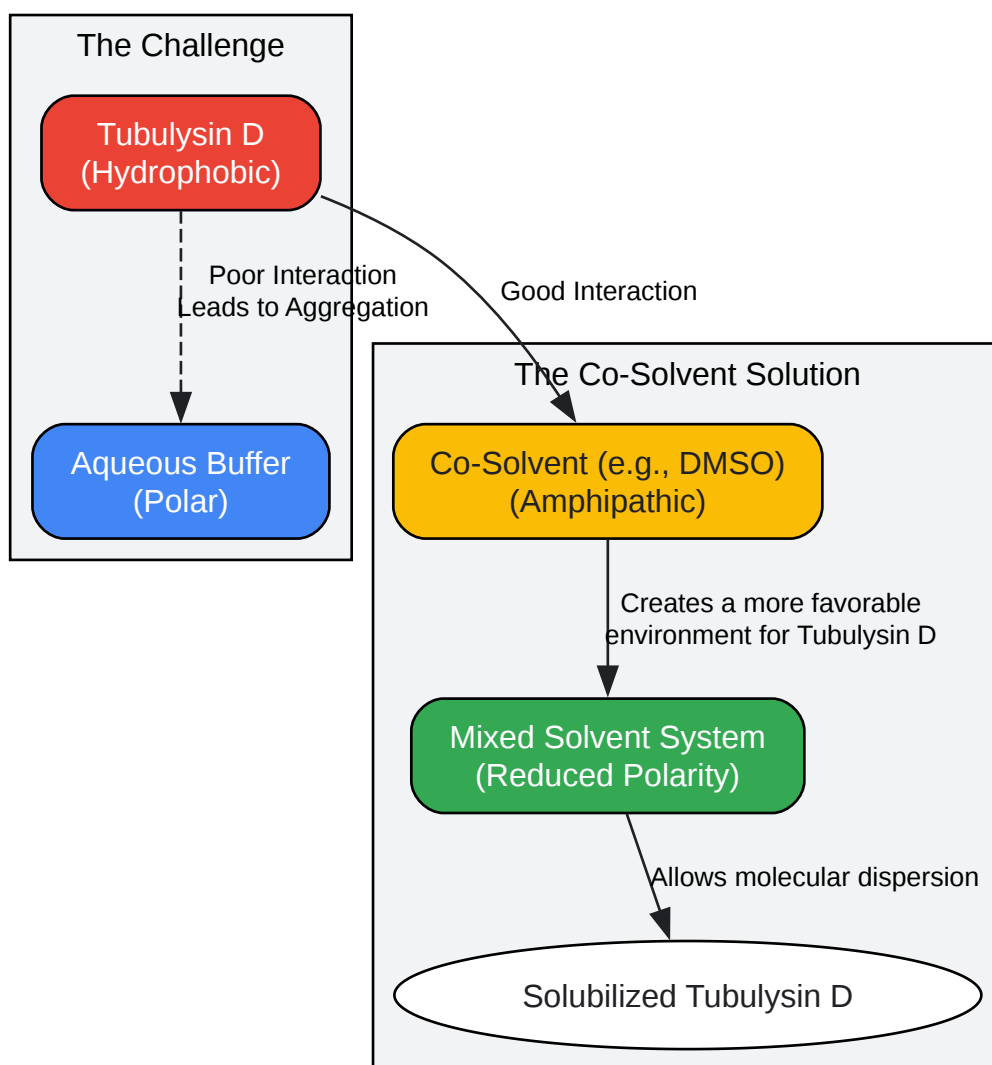 The Challenge
Tubulysin D
(Hydrophobic)
Poor Interaction
Leads to Aggregation
Good Interaction
Aqueous Buffer
(Polar)
The Co-Solvent Solution
Co-Solvent (e.g., DMSO)
(Amphipathic)
Creates a more favorable
environment for Tubulysin D
Mixed Solvent System
(Reduced Polarity)
Allows molecular dispersion
Solubilized Tubulysin D